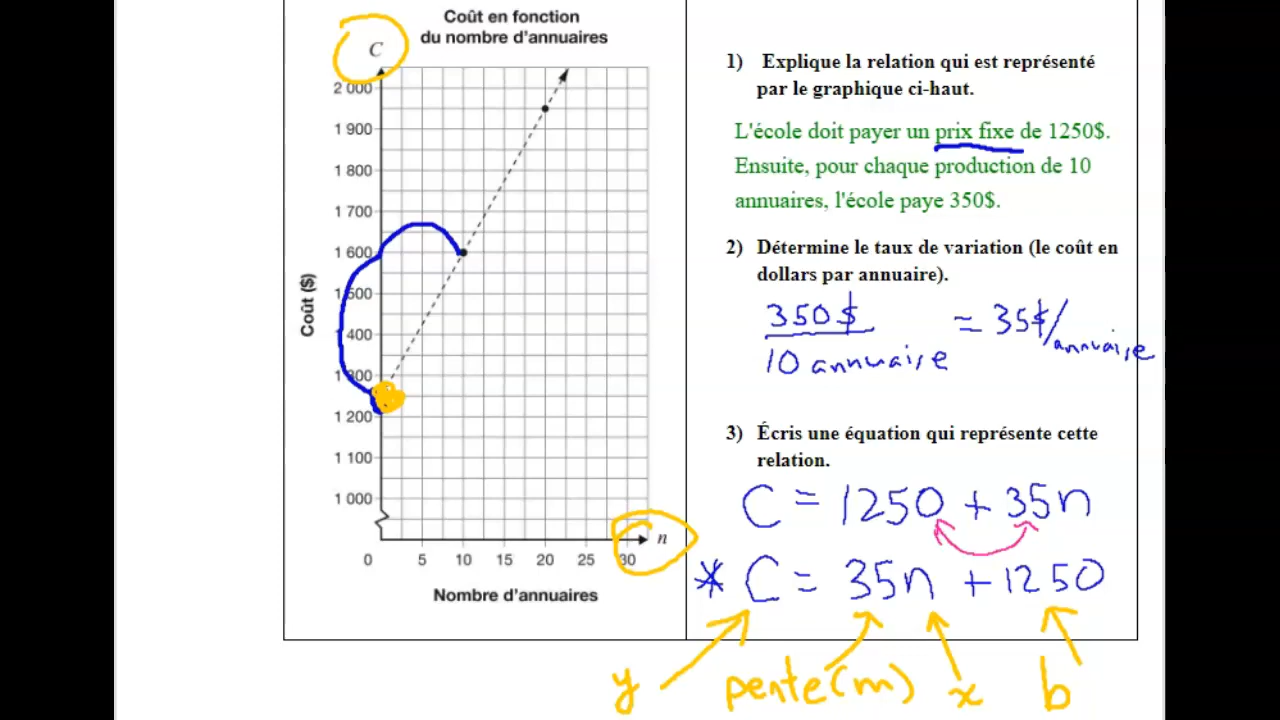 Coût en fonction
du nombre d'annuaires
C
2 000
1 900
1 800
1 700
1 600
1 500
1 400
1 300
1 200
1 100
1 000
Coût ($)
0 5 10 15 20 25 30 n
Nombre d'annuaires
1) Explique la relation qui est représenté
par le graphique ci-haut.
L'école doit payer un prix fixe de 1250$.
Ensuite, pour chaque production de 10
annuaires, l'école paye 350$.
2) Détermine le taux de variation (le coût en
dollars par annuaire).
350$ = 35$/annuaire
10 annuaire
3) Écris une équation qui représente cette
relation.
C = 1250 + 35n
* C = 35n + 1250
y pente(m) x b